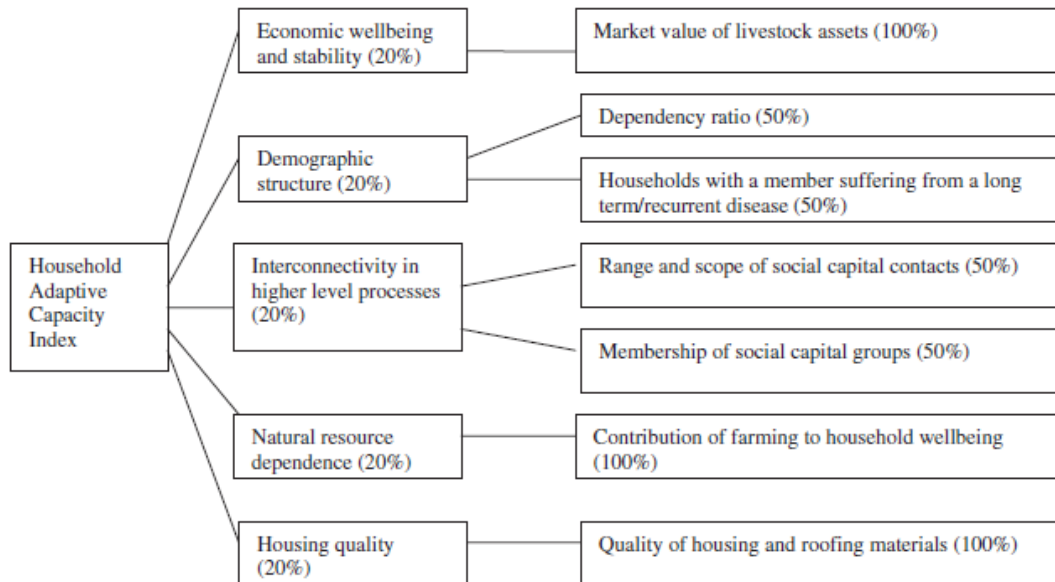 Economic wellbeing
and stability (20%)
Market value of livestock assets (100%)
Dependency ratio (50%)
Demographic
structure (20%)
Households with a member suffering from a long
term/recurrent disease (50%)
Household
Adaptive
Capacity
Index
Interconnectivity in
higher level processes
(20%)
Range and scope of social capital contacts (50%)
Membership of social capital groups (50%)
Natural resource
dependence (20%)
Contribution of farming to household wellbeing
(100%)
Housing quality
(20%)
Quality of housing and roofing materials (100%)